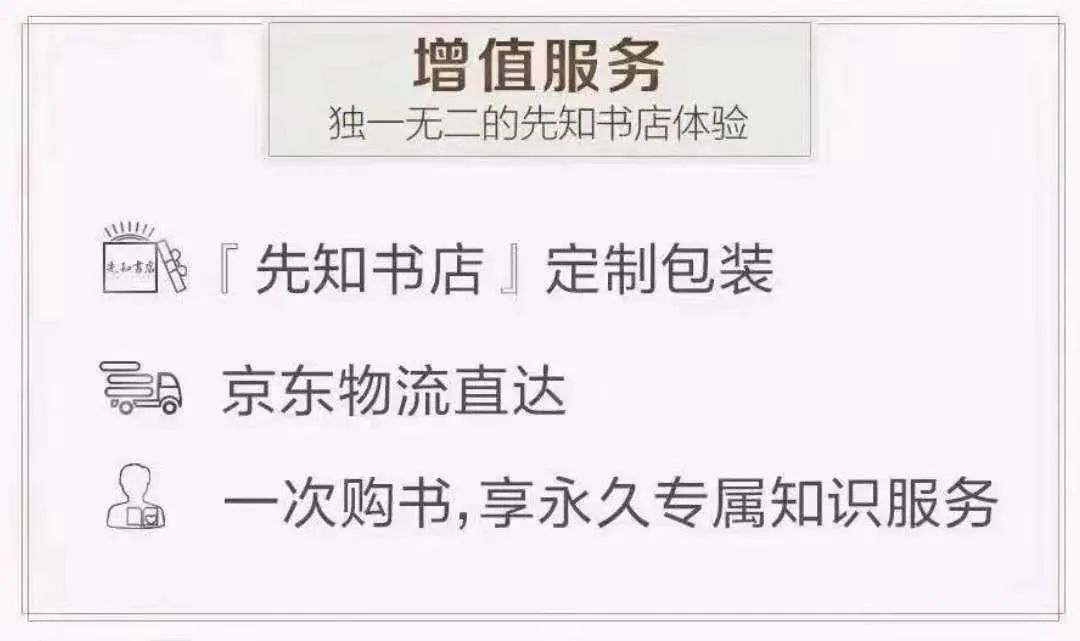 增值服务
独一无二的先知书店体验
先知书店
『先知书店』定制包装
京东物流直达
一次购书,享永久专属知识服务